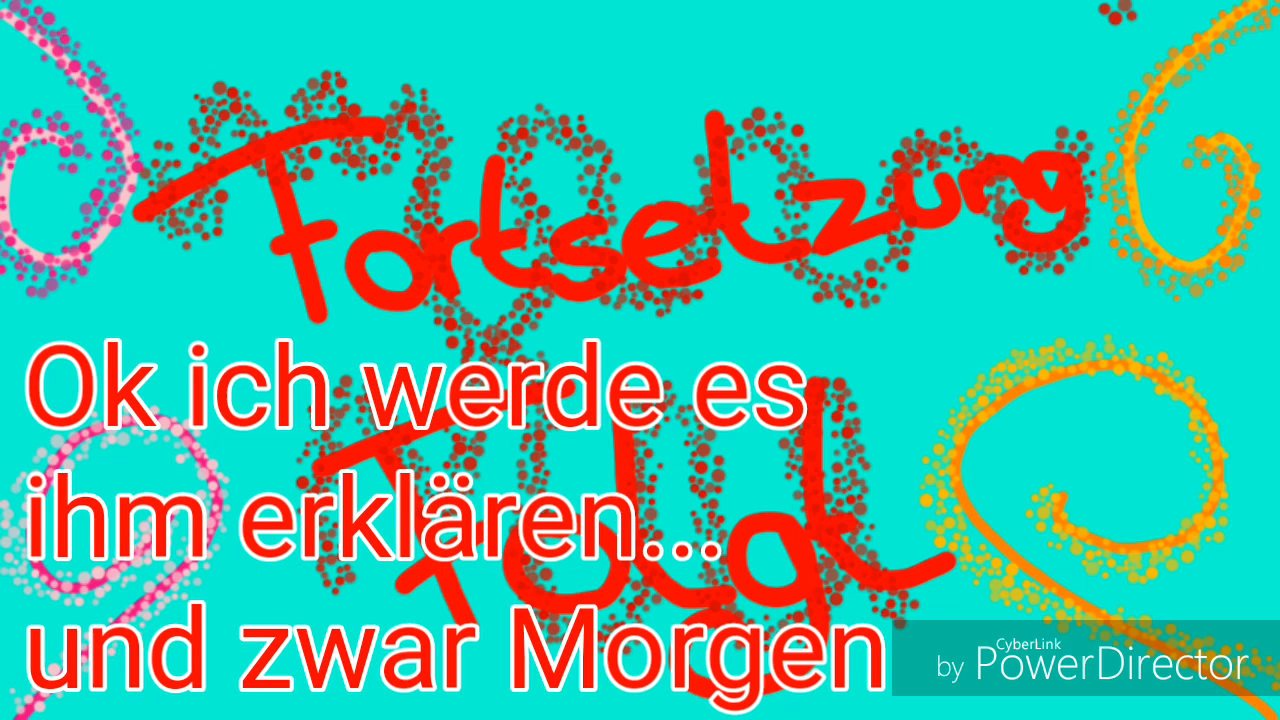 Fortsetzung
Folgt
Ok ich werde es
ihm erklären...
und zwar Morgen
CyberLink
by PowerDirector